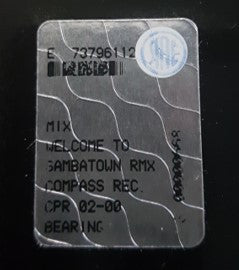 E 73796112
MIX
WELCOME TO
SAMBATOWN RMX
COMPASS REC.
CPR 02-00
BEARING